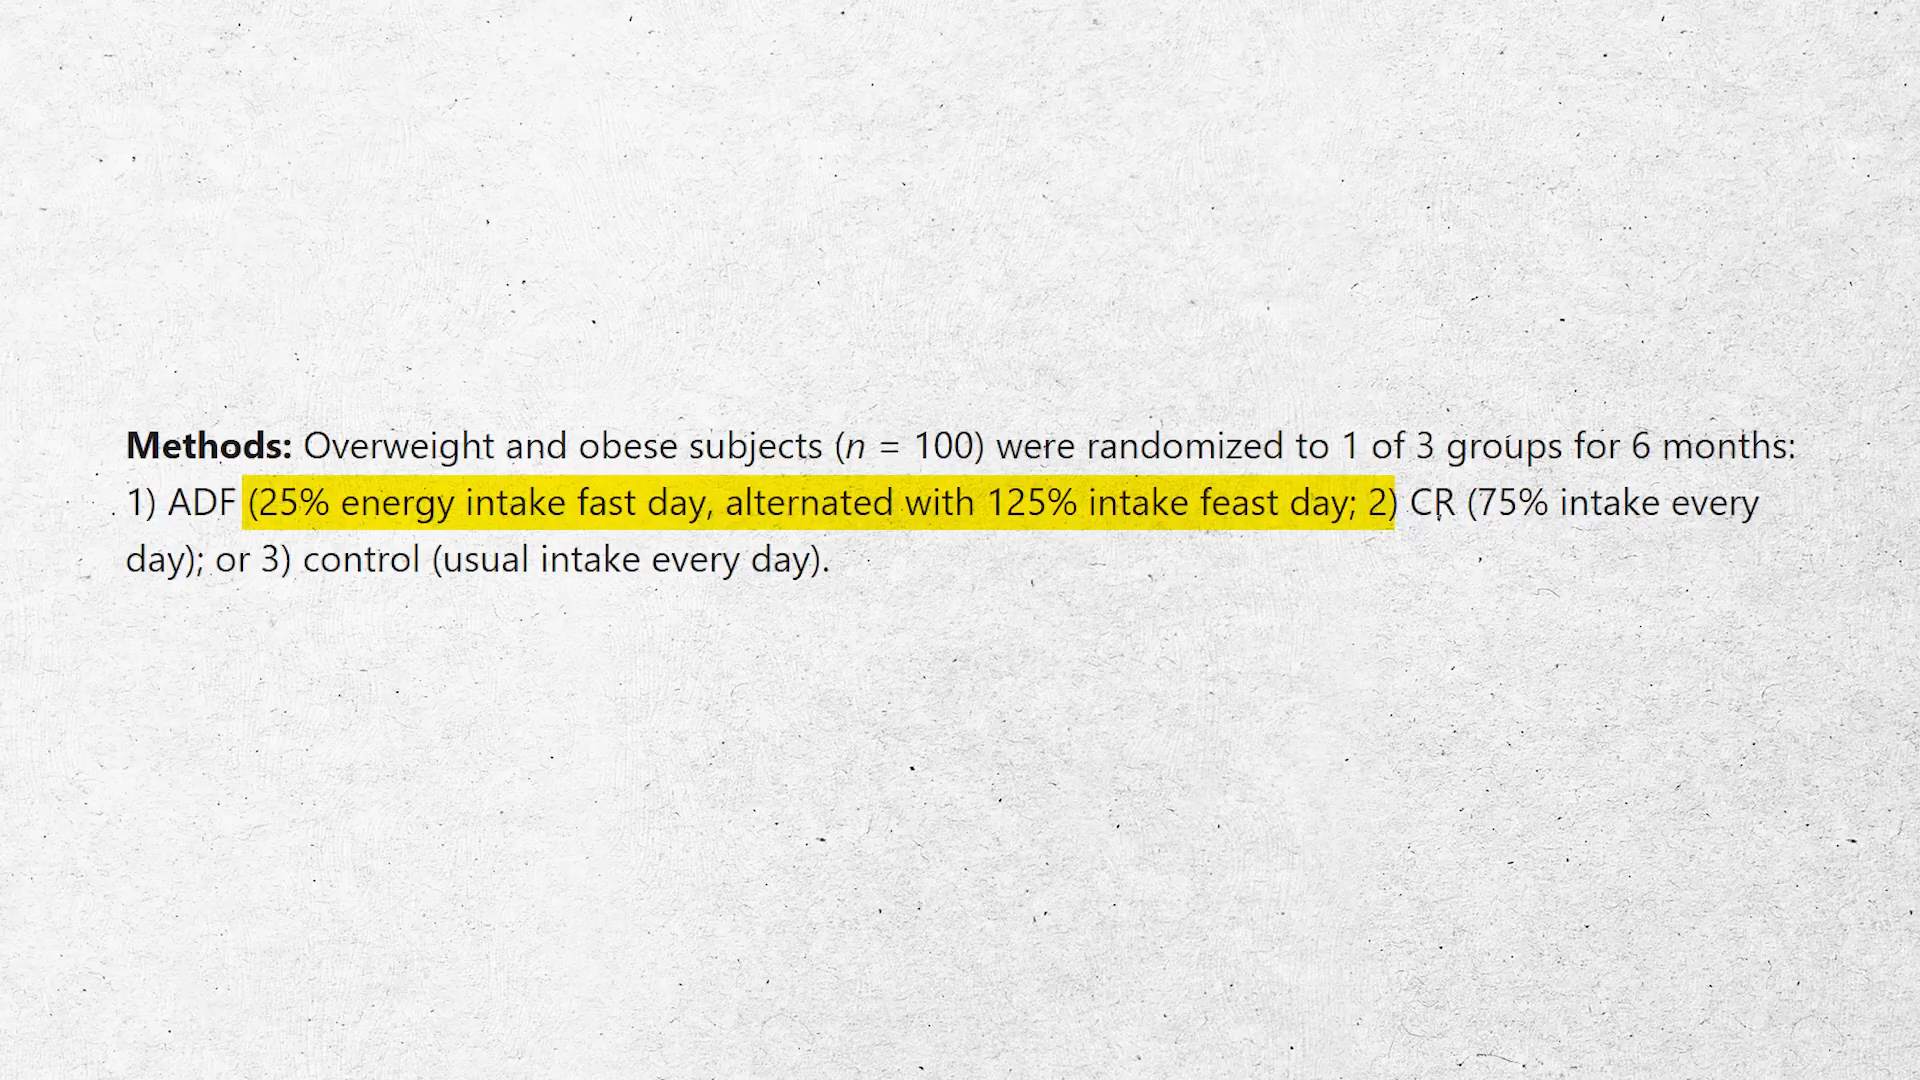 Methods: Overweight and obese subjects (n = 100) were randomized to 1 of 3 groups for 6 months:
1) ADF (25% energy intake fast day, alternated with 125% intake feast day; 2) CR (75% intake every
day); or 3) control (usual intake every day).